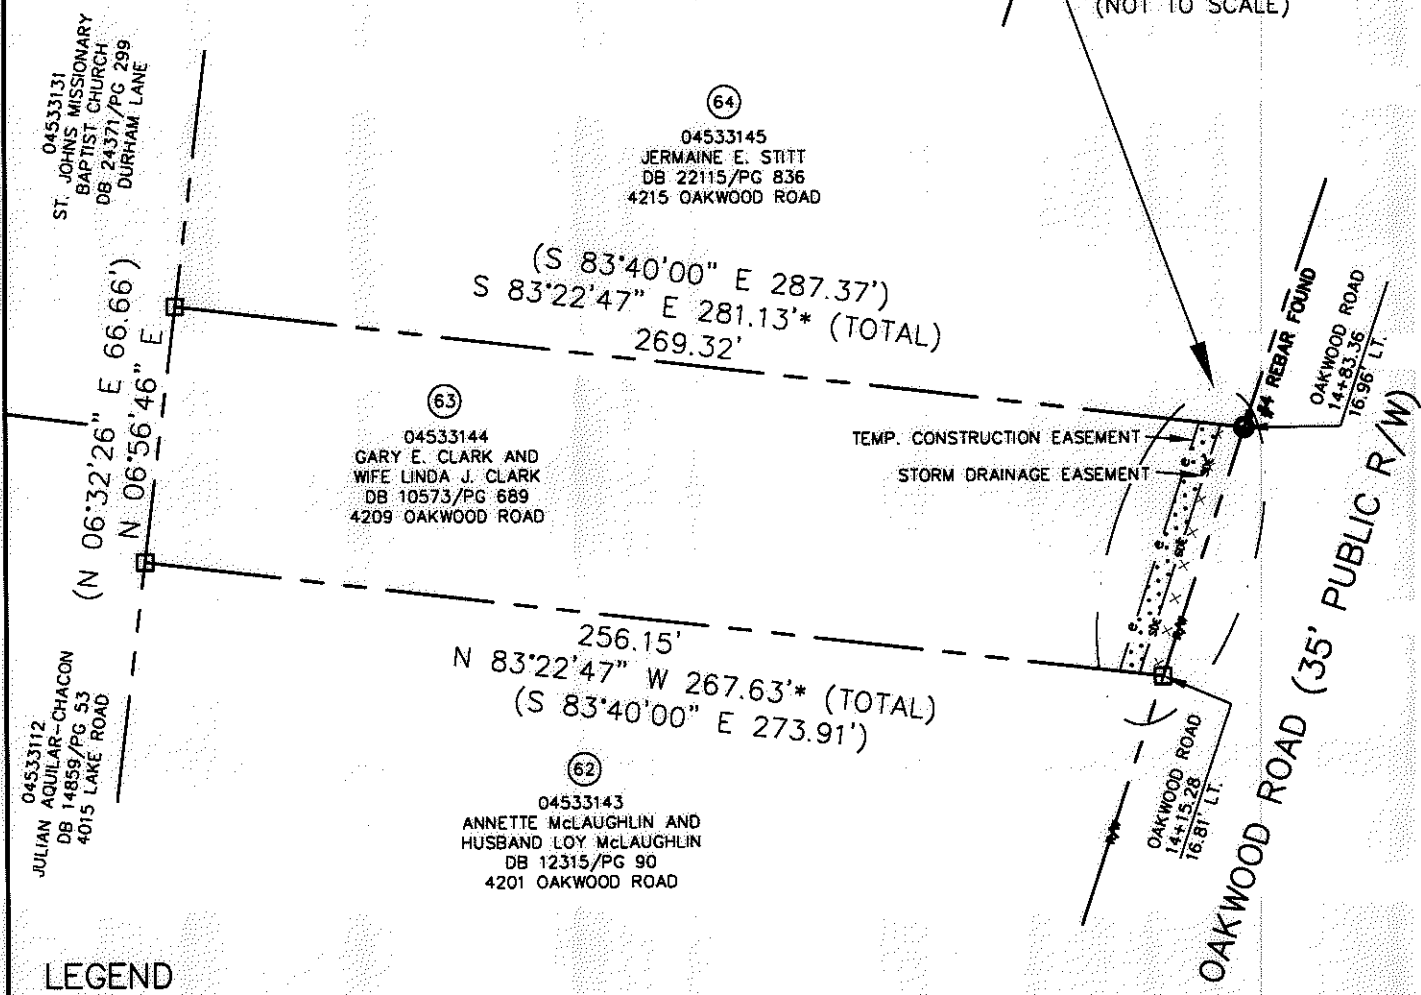 (NOT TO SCALE)
04533131
ST. JOHNS MISSIONARY
BAPTIST CHURCH
DB 24371/PG 299
DURHAM LANE
64
04533145
JERMAINE E. STITT
DB 22115/PG 836
4215 OAKWOOD ROAD
(S 83°40'00" E 287.37')
S 83°22'47" E 281.13'* (TOTAL)
269.32'
(N 06°32'26" E 66.66')
N 06°56'46" E
63
04533144
GARY E. CLARK AND
WIFE LINDA J. CLARK
DB 10573/PG 689
4209 OAKWOOD ROAD
TEMP. CONSTRUCTION EASEMENT
STORM DRAINAGE EASEMENT
#4 REBAR FOUND
OAKWOOD ROAD
14+83.36
16.96' LT.
e
SDE
e
SDE
e
SDE
R/W
256.15'
N 83°22'47" W 267.63'* (TOTAL)
(S 83°40'00" E 273.91')
04533112
JULIAN AQUILAR-CHACON
DB 14859/PG 53
4015 LAKE ROAD
62
04533143
ANNETTE McLAUGHLIN AND
HUSBAND LOY McLAUGHLIN
DB 12315/PG 90
4201 OAKWOOD ROAD
R/W
OAKWOOD ROAD
14+15.28
16.81' LT.
OAKWOOD ROAD (35' PUBLIC R/W)
LEGEND